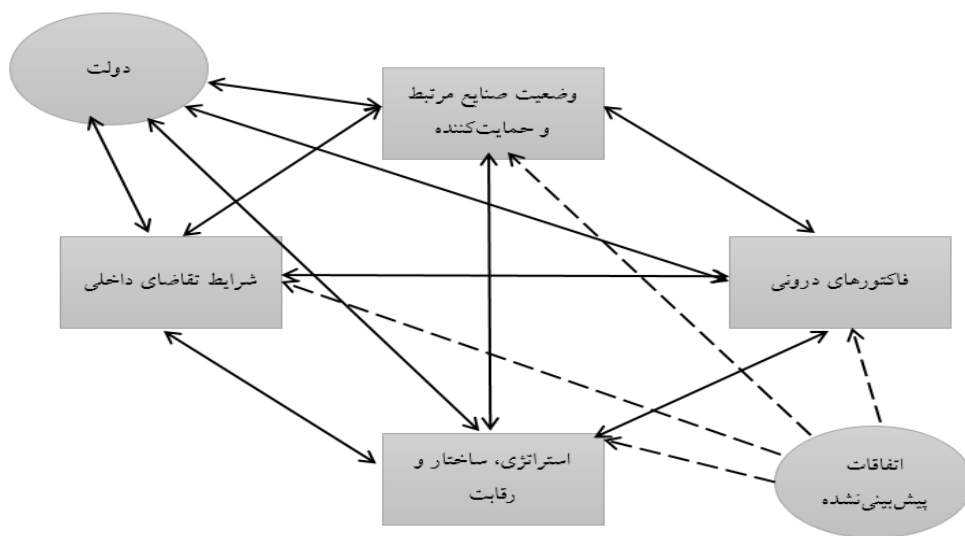 دولت
وضعیت صنایع مرتبط
و حمایت‌کننده
شرایط تقاضای داخلی
فاکتورهای درونی
استراتژی، ساختار و
رقابت
اتفاقات
پیش‌بینی‌نشده